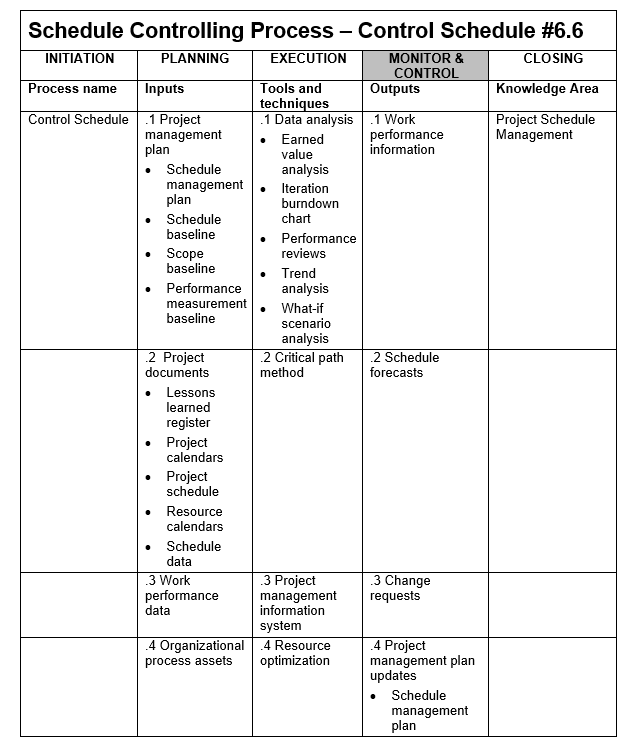 Schedule Controlling Process – Control Schedule #6.6
INITIATION
PLANNING
EXECUTION
MONITOR &
CONTROL
CLOSING
Process name
Inputs
Tools and
techniques
Outputs
Knowledge Area
Control Schedule
.1 Project
management
plan
• Schedule
management
plan
• Schedule
baseline
• Scope
baseline
• Performance
measurement
baseline
.1 Data analysis
• Earned
value
analysis
• Iteration
burndown
chart
• Performance
reviews
• Trend
analysis
• What-if
scenario
analysis
.1 Work
performance
information
Project Schedule
Management
.2 Project
documents
• Lessons
learned
register
• Project
calendars
• Project
schedule
• Resource
calendars
• Schedule
data
.2 Critical path
method
.2 Schedule
forecasts
.3 Work
performance
data
.3 Project
management
information
system
.3 Change
requests
.4 Organizational
process assets
.4 Resource
optimization
.4 Project
management plan
updates
• Schedule
management
plan